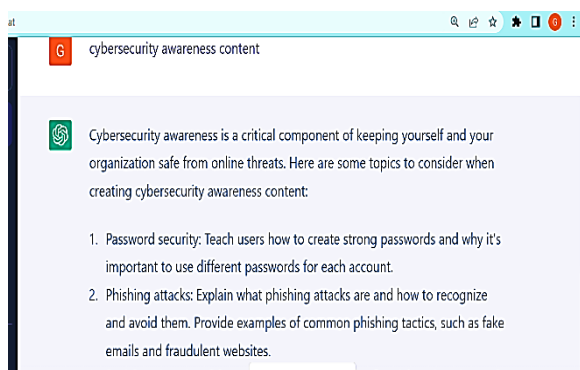 at
G
G
cybersecurity awareness content
Cybersecurity awareness is a critical component of keeping yourself and your
organization safe from online threats. Here are some topics to consider when
creating cybersecurity awareness content:
1. Password security: Teach users how to create strong passwords and why it's
important to use different passwords for each account.
2. Phishing attacks: Explain what phishing attacks are and how to recognize
and avoid them. Provide examples of common phishing tactics, such as fake
emails and fraudulent websites.